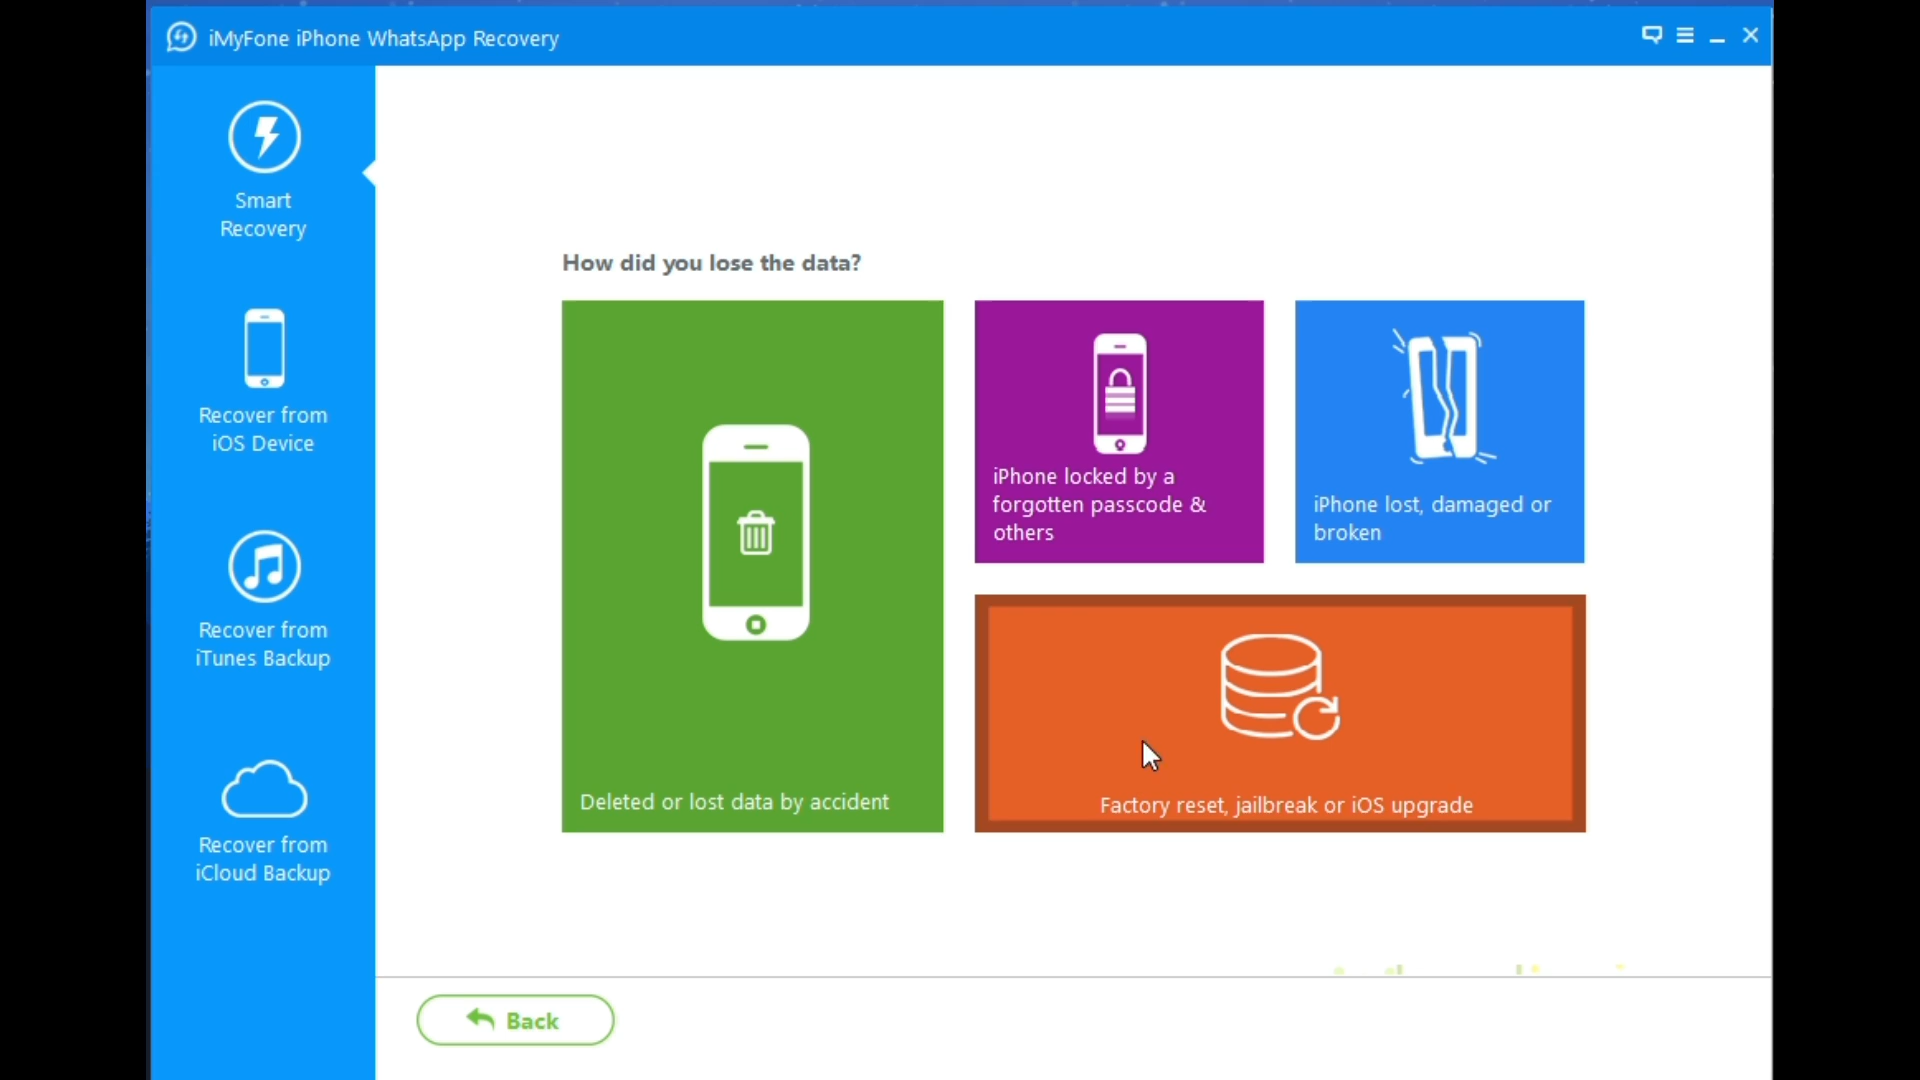 iMyFone iPhone WhatsApp Recovery
Smart
Recovery
Recover from
iOS Device
Recover from
iTunes Backup
Recover from
iCloud Backup
How did you lose the data?
Deleted or lost data by accident
iPhone locked by a
forgotten passcode &
others
iPhone lost, damaged or
broken
Factory reset, jailbreak or iOS upgrade
Back